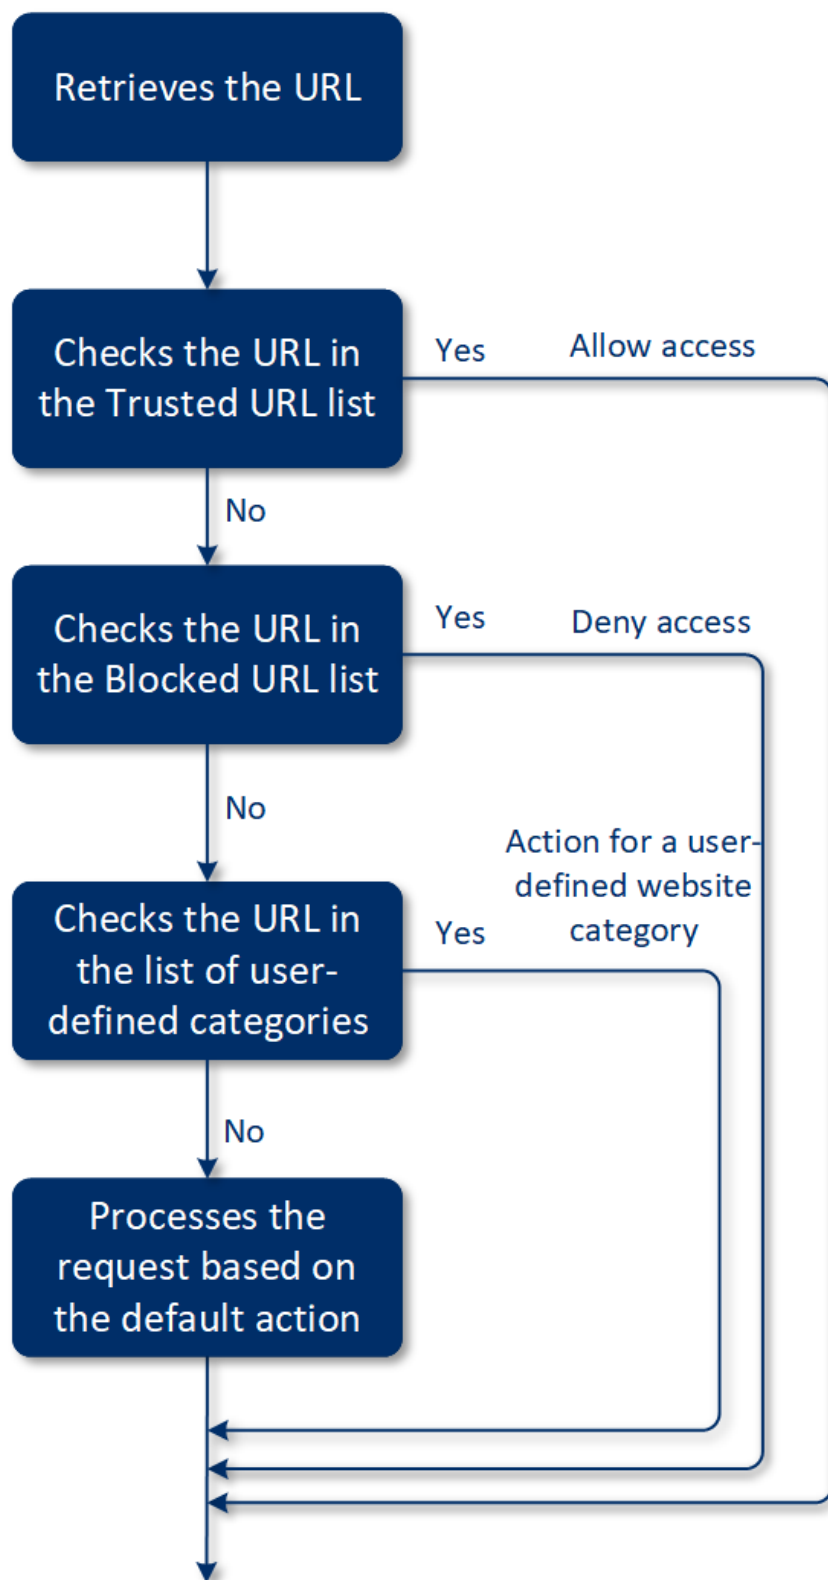 Retrieves the URL
Checks the URL in
the Trusted URL list
Yes
Allow access
No
Checks the URL in
the Blocked URL list
Yes
Deny access
No
Action for a user-
defined website
category
Checks the URL in
the list of user-
defined categories
Yes
No
Processes the
request based on
the default action